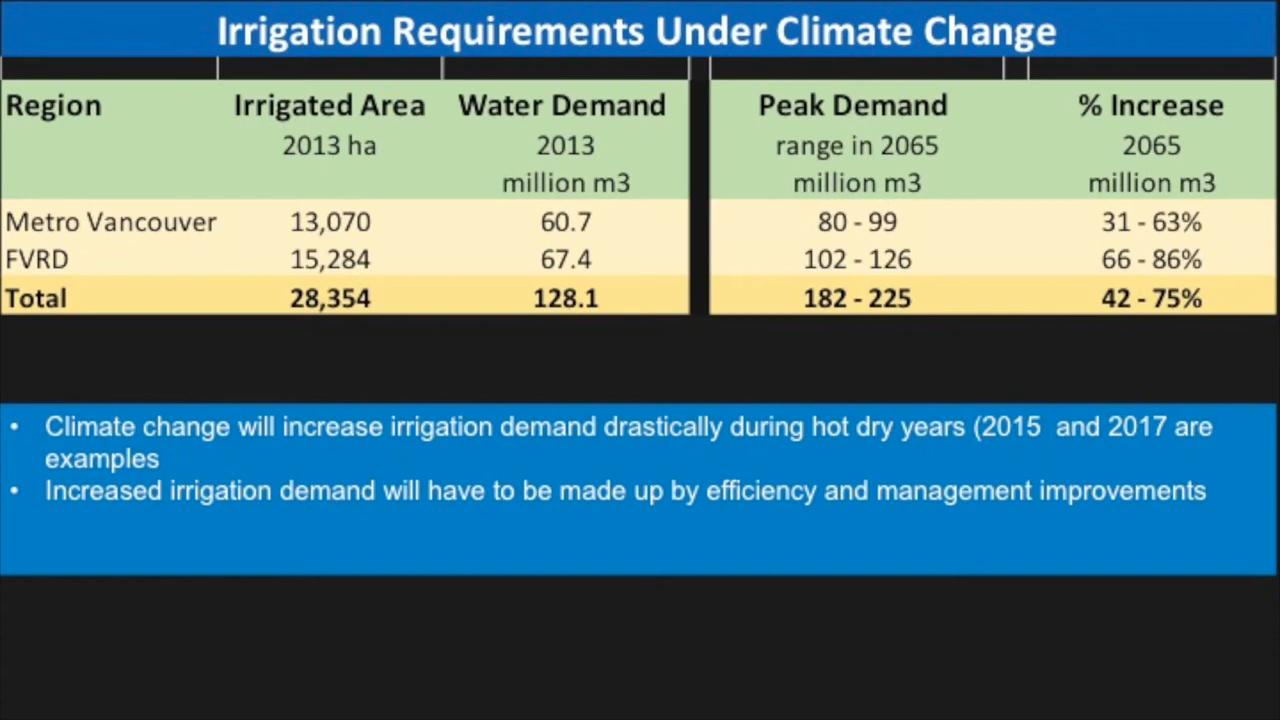 Irrigation Requirements Under Climate Change
Region Irrigated Area Water Demand Peak Demand % Increase
2013 ha 2013 range in 2065 2065
million m3 million m3 million m3
Metro Vancouver 13,070 60.7 80 - 99 31 - 63%
FVRD 15,284 67.4 102 - 126 66 - 86%
Total 28,354 128.1 182 - 225 42 - 75%
• Climate change will increase irrigation demand drastically during hot dry years (2015 and 2017 are
examples
• Increased irrigation demand will have to be made up by efficiency and management improvements